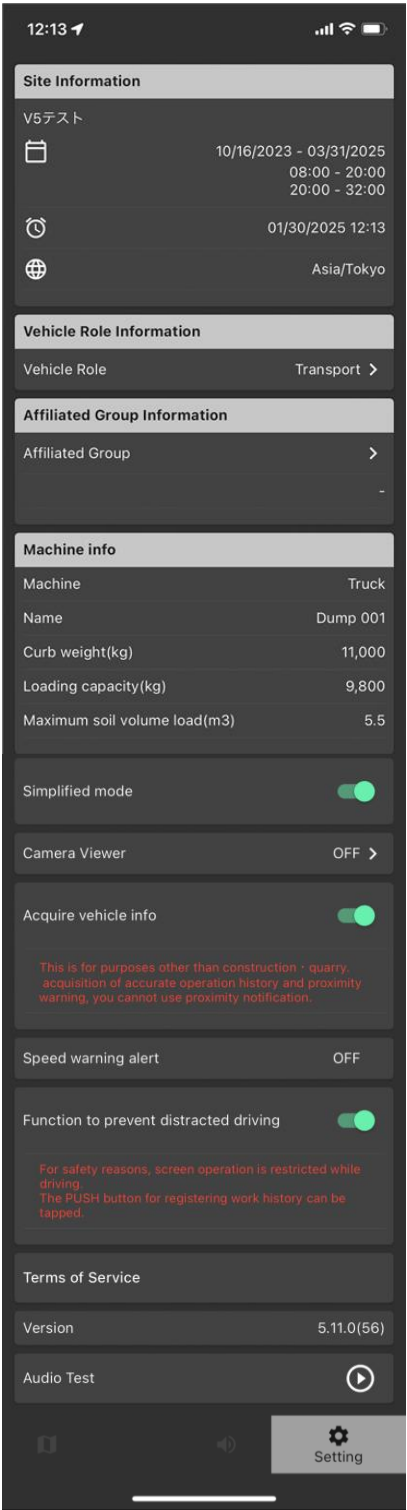 12:13
Site Information
V5テスト
10/16/2023 - 03/31/2025
08:00 - 20:00
20:00 - 32:00
01/30/2025 12:13
Asia/Tokyo
Vehicle Role Information
Vehicle Role Transport
Affiliated Group Information
Affiliated Group
-
Machine info
Machine Truck
Name Dump 001
Curb weight(kg) 11,000
Loading capacity(kg) 9,800
Maximum soil volume load(m3) 5.5
Simplified mode
Camera Viewer OFF
Acquire vehicle info
This is for purposes other than construction・quarry.
acquisition of accurate operation history and proximity
warning, you cannot use proximity notification.
Speed warning alert OFF
Function to prevent distracted driving
For safety reasons, screen operation is restricted while
driving.
The PUSH button for registering work history can be
tapped.
Terms of Service
Version 5.11.0(56)
Audio Test
Setting